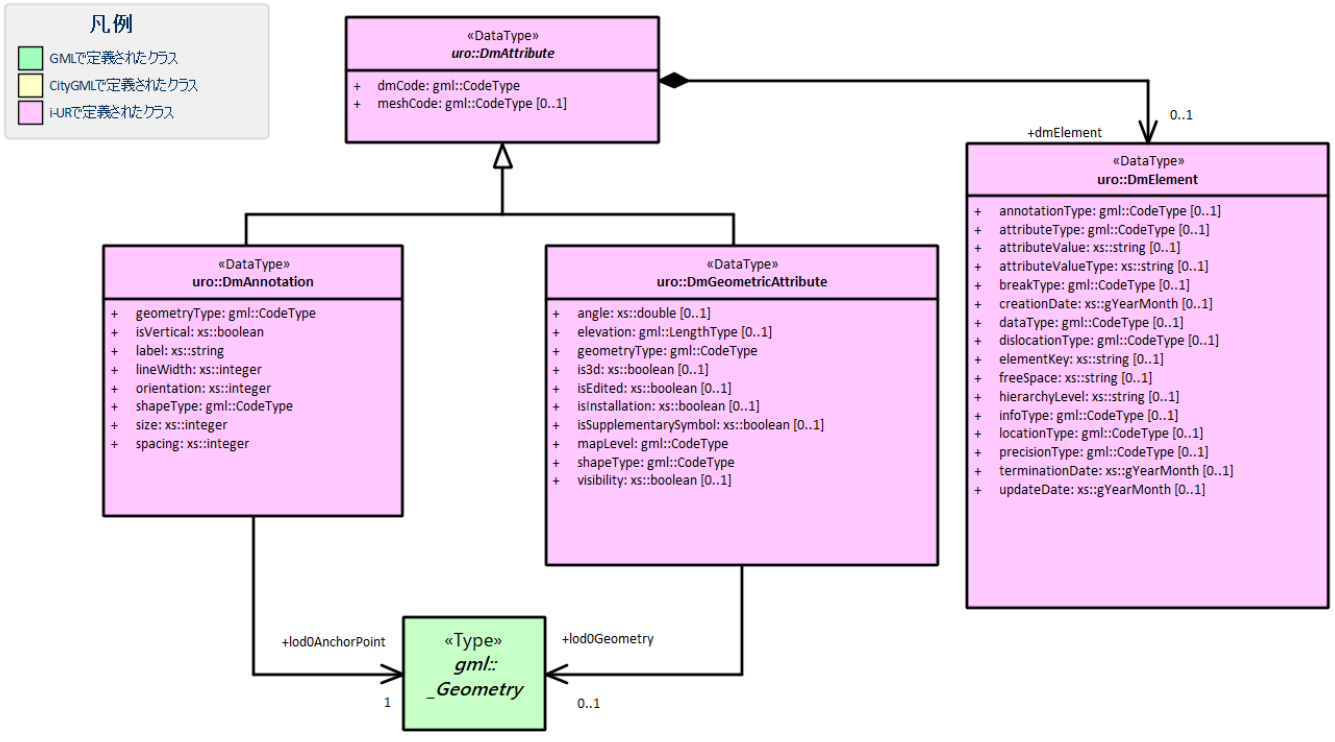 凡例
GMLで定義されたクラス
CityGMLで定義されたクラス
i-URで定義されたクラス
«DataType»
uro::DmAttribute
+ dmCode: gml::CodeType
+ meshCode: gml::CodeType [0..1]
0..1
+dmElement
«DataType»
uro::DmElement
+ annotationType: gml::CodeType [0..1]
+ attributeType: gml::CodeType [0..1]
+ attributeValue: xs::string [0..1]
+ attributeValueType: xs::string [0..1]
+ breakType: gml::CodeType [0..1]
+ creationDate: xs::gYearMonth [0..1]
+ dataType: gml::CodeType [0..1]
+ dislocationType: gml::CodeType [0..1]
+ elementKey: xs::string [0..1]
+ freeSpace: xs::string [0..1]
+ hierarchyLevel: xs::string [0..1]
+ infoType: gml::CodeType [0..1]
+ locationType: gml::CodeType [0..1]
+ precisionType: gml::CodeType [0..1]
+ terminationDate: xs::gYearMonth [0..1]
+ updateDate: xs::gYearMonth [0..1]
«DataType»
uro::DmAnnotation
+ geometryType: gml::CodeType
+ isVertical: xs::boolean
+ label: xs::string
+ lineWidth: xs::integer
+ orientation: xs::integer
+ shapeType: gml::CodeType
+ size: xs::integer
+ spacing: xs::integer
«DataType»
uro::DmGeometricAttribute
+ angle: xs::double [0..1]
+ elevation: gml::LengthType [0..1]
+ geometryType: gml::CodeType
+ is3d: xs::boolean [0..1]
+ isEdited: xs::boolean [0..1]
+ isInstallation: xs::boolean [0..1]
+ isSupplementarySymbol: xs::boolean [0..1]
+ mapLevel: gml::CodeType
+ shapeType: gml::CodeType
+ visibility: xs::boolean [0..1]
+lod0AnchorPoint
1
+lod0Geometry
0..1
«Type»
gml::
_Geometry